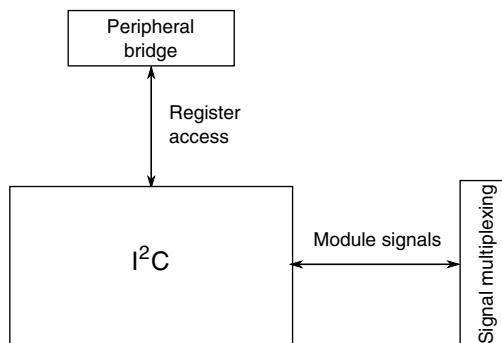 Peripheral
bridge
Register
access
I²C
Module signals
Signal multiplexing